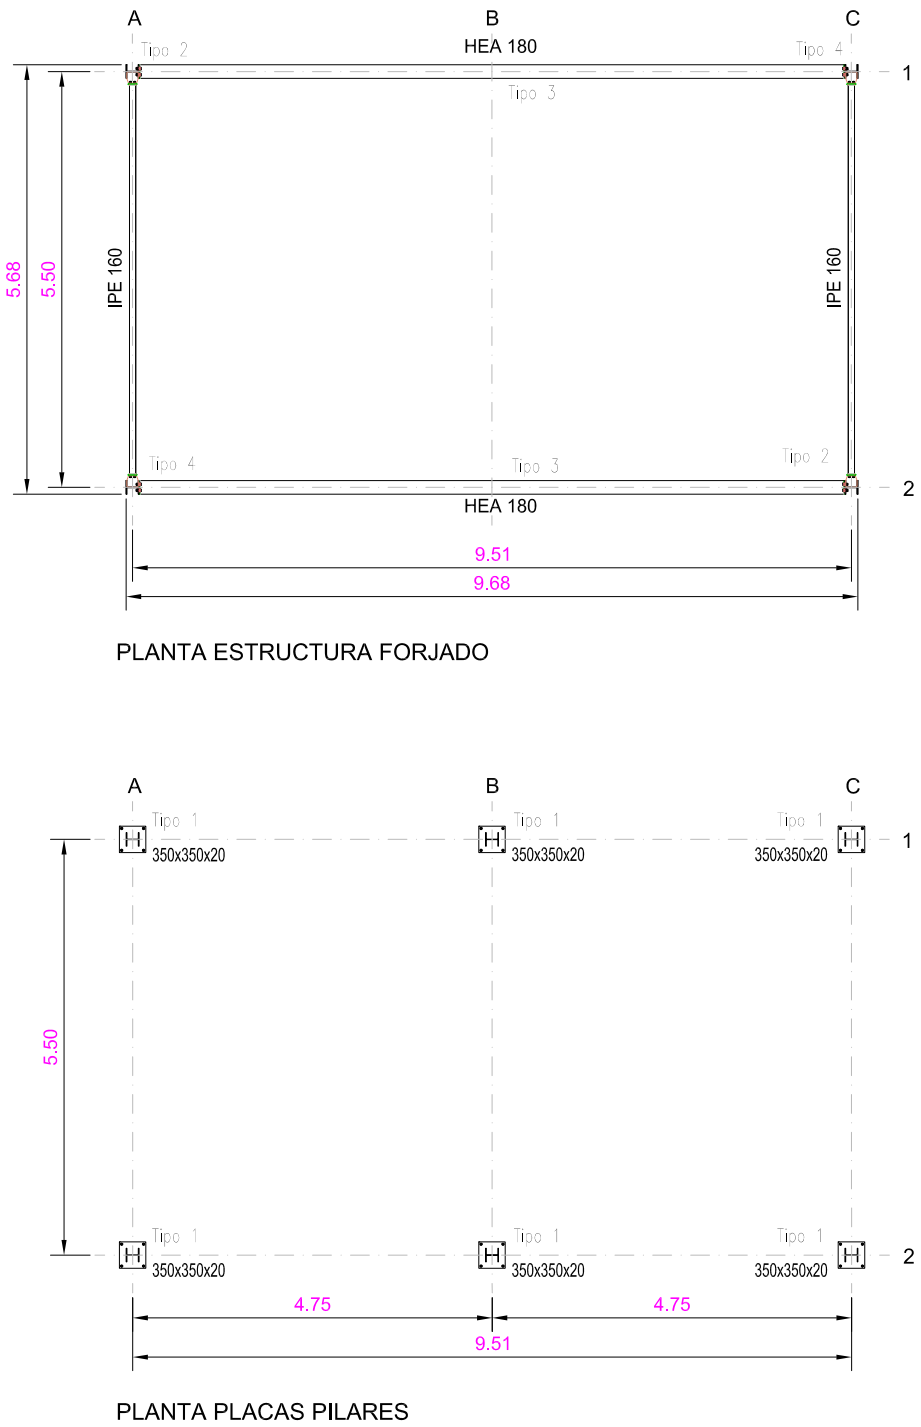 A B C
HEA 180
Tipo 2
Tipo 4
1
Tipo 3
5.68
5.50
IPE 160
IPE 160
Tipo 4
Tipo 3
Tipo 2
2
HEA 180
9.51
9.68
PLANTA ESTRUCTURA FORJADO
A B C
Tipo 1 Tipo 1 Tipo 1
1
350x350x20 350x350x20 350x350x20
5.50
Tipo 1 Tipo 1 Tipo 1
2
350x350x20 350x350x20 350x350x20
4.75 4.75
9.51
PLANTA PLACAS PILARES